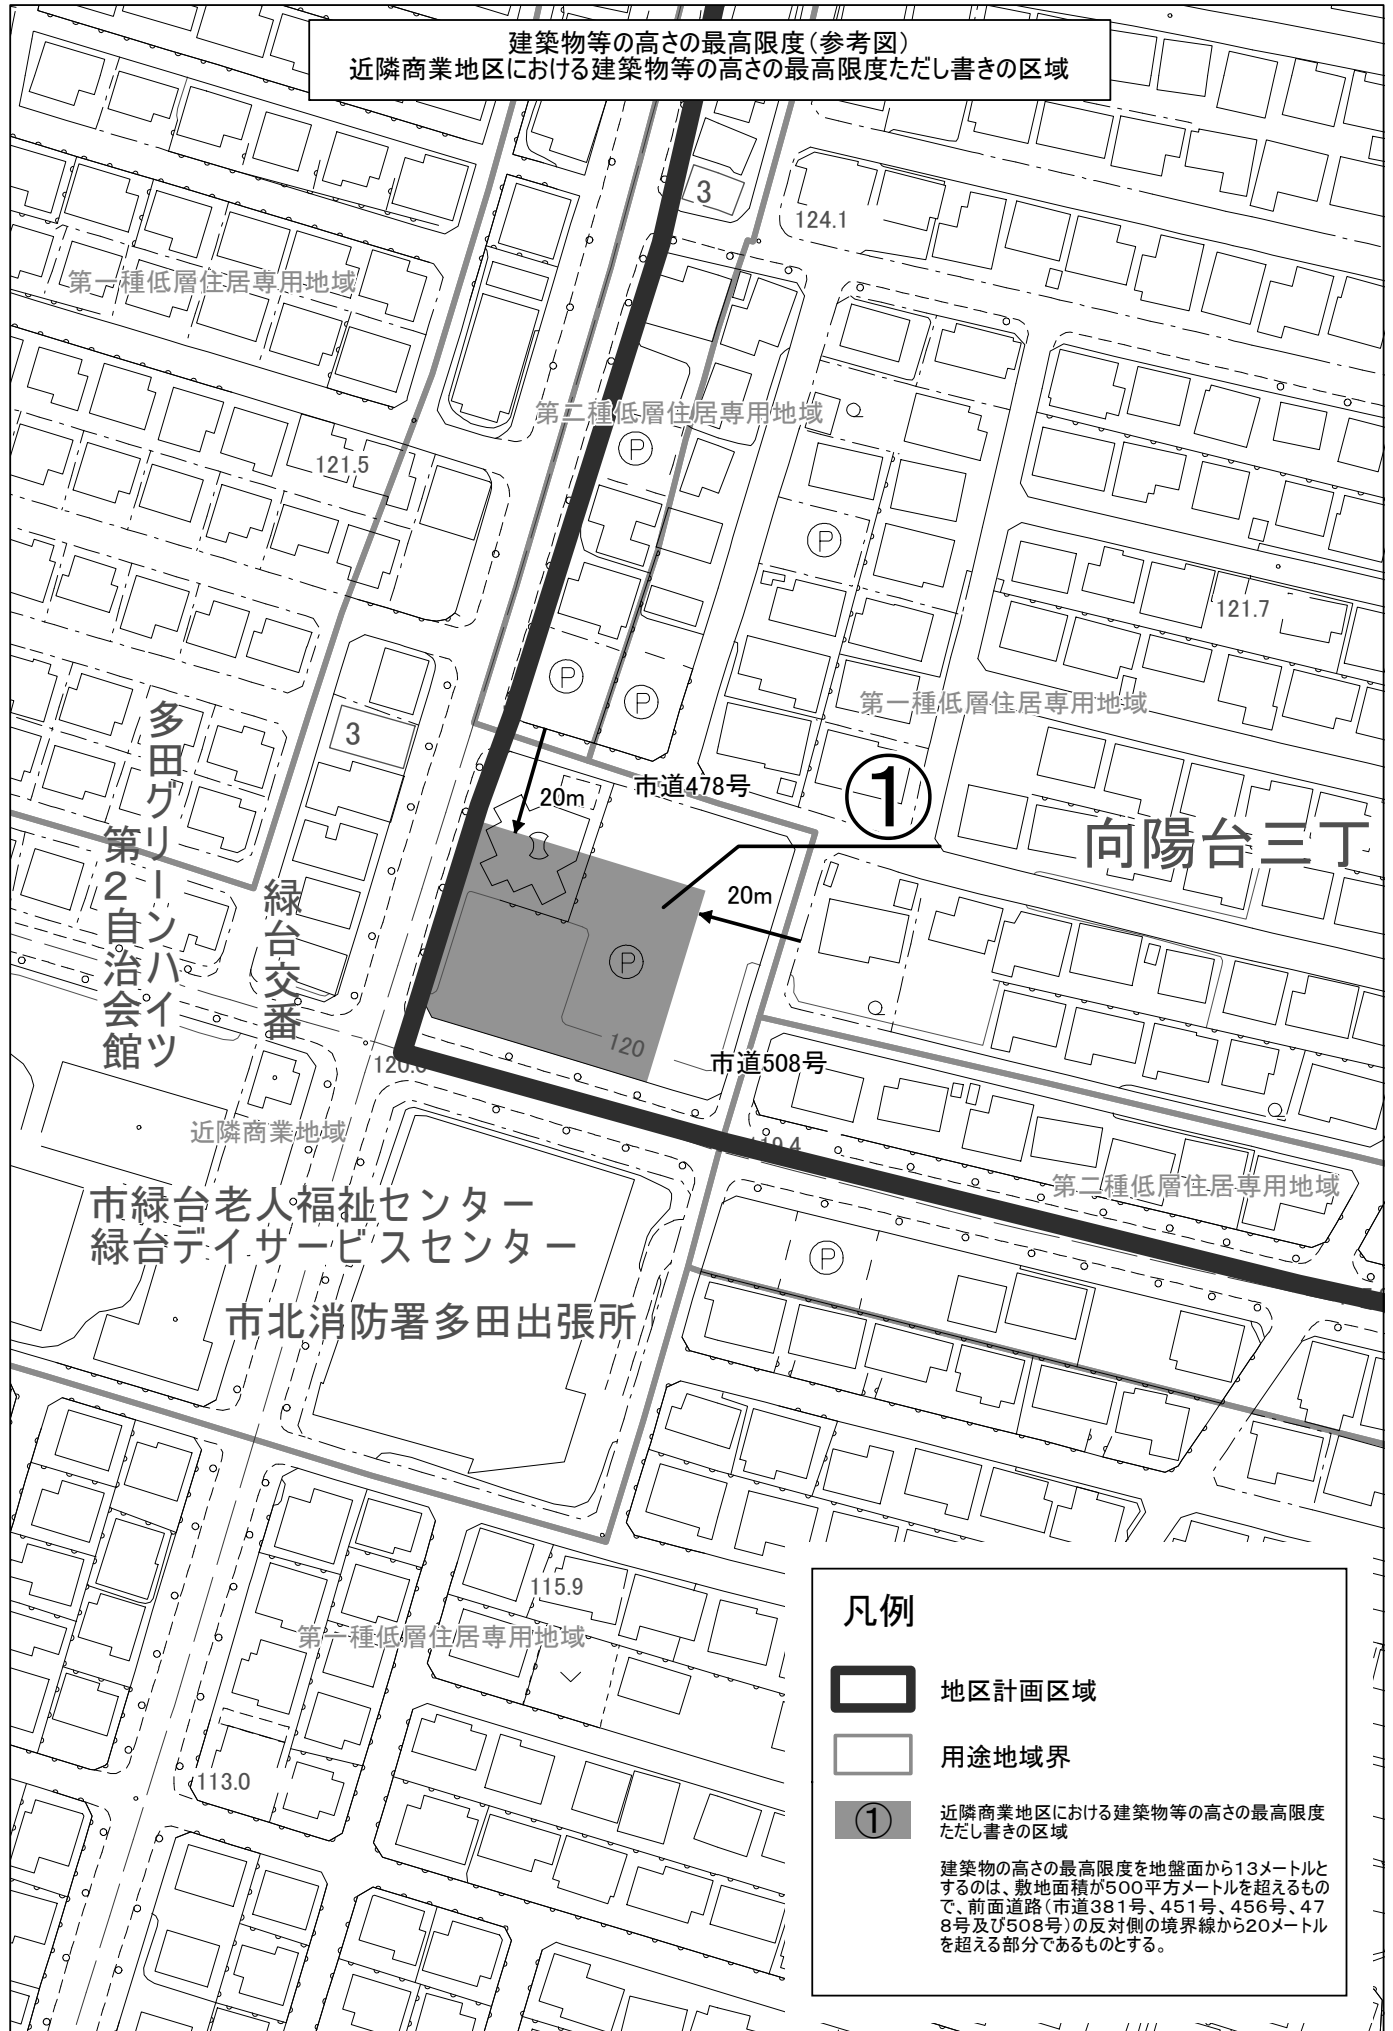 建築物等の高さの最高限度（参考図）
近隣商業地区における建築物等の高さの最高限度ただし書きの区域
3
124.1
第一種低層住居専用地域
第二種低層住居専用地域
P
121.5
P
121.7
P
P
第一種低層住居専用地域
3
多田グリーンハイツ
第2自治会館
緑台交番
20m
市道478号
①
向陽台三丁
20m
P
120
市道508号
近隣商業地域
119.4
第二種低層住居専用地域
市緑台老人福祉センター
緑台デイサービスセンター
P
市北消防署多田出張所
115.9
第一種低層住居専用地域
113.0
凡例
地区計画区域
用途地域界
① 近隣商業地区における建築物等の高さの最高限度
ただし書きの区域
建築物の高さの最高限度を地盤面から13メートルと
するのは、敷地面積が500平方メートルを超えるもの
で、前面道路（市道381号、451号、456号、47
8号及び508号）の反対側の境界線から20メートル
を超える部分であるものとする。